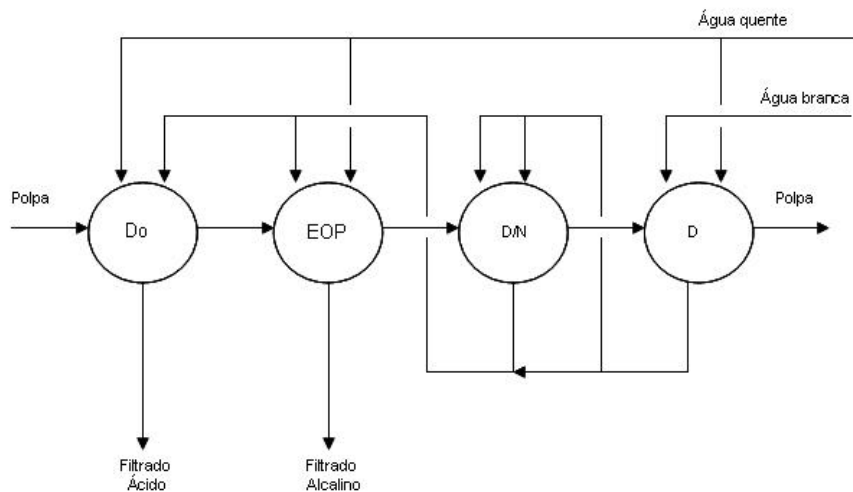 Água quente
Água branca
Polpa
Polpa
Do
EOP
D/N
D
Filtrado
Ácido
Filtrado
Alcalino